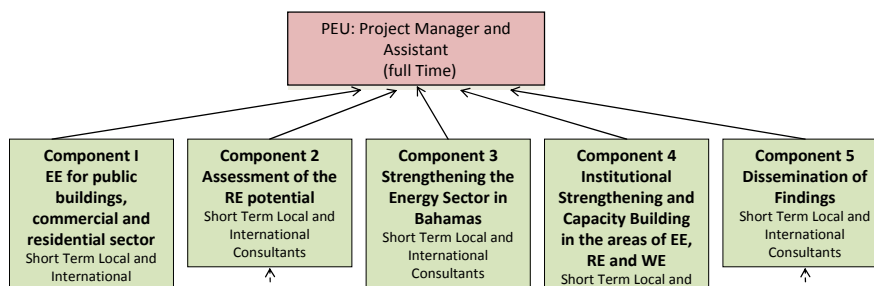 PEU: Project Manager and
Assistant
(full Time)
Component I
EE for public
buildings,
commercial and
residential sector
Short Term Local and
International
Component 2
Assessment of the
RE potential
Short Term Local and
International
Consultants
Component 3
Strengthening the
Energy Sector in
Bahamas
Short Term Local and
International
Consultants
Component 4
Institutional
Strengthening and
Capacity Building
in the areas of EE,
RE and WE
Short Term Local and
Component 5
Dissemination of
Findings
Short Term Local and
International
Consultants